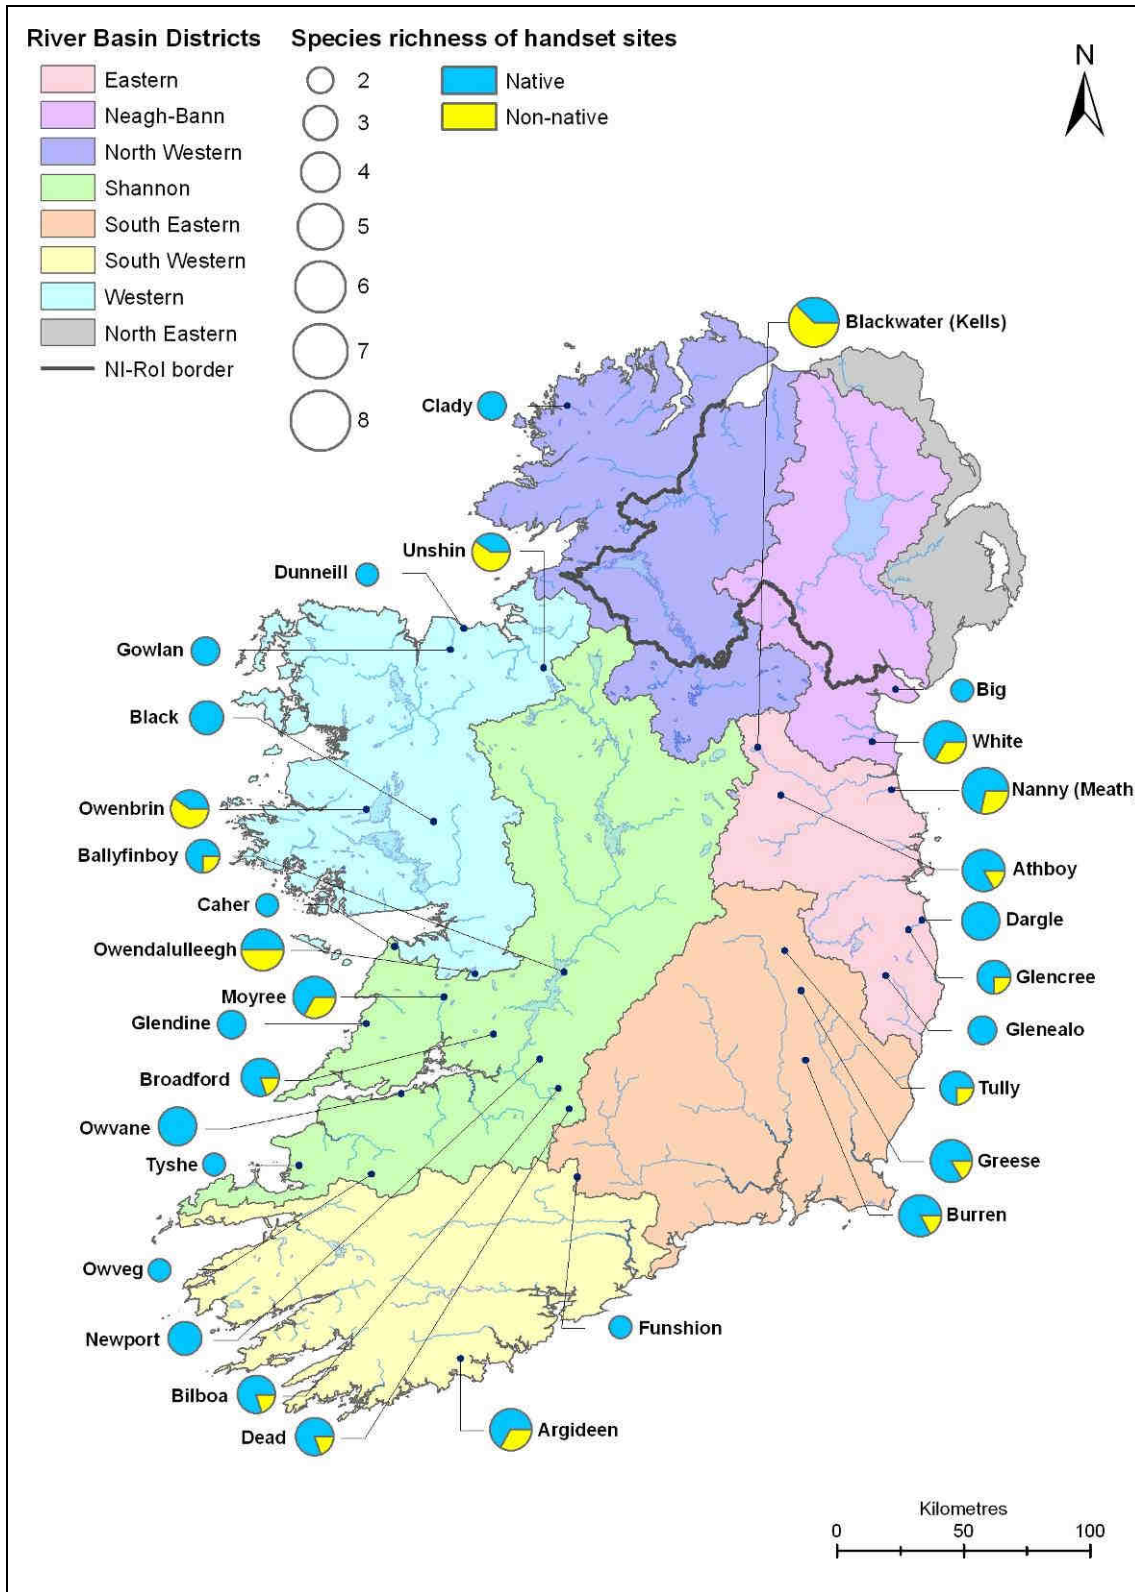 River Basin Districts
Eastern
Neagh-Bann
North Western
Shannon
South Eastern
South Western
Western
North Eastern
NI-RoI border
Species richness of handset sites
2
3
4
5
6
7
8
Native
Non-native
N
Blackwater (Kells)
Clady
Unshin
Dunneill
Gowlan
Black
Owenbrin
Ballyfinboy
Caher
Owendalulleegh
Moyree
Glendine
Broadford
Owvane
Tyshe
Owveg
Newport
Bilboa
Dead
Big
White
Nanny (Meath
Athboy
Dargle
Glencree
Glenealo
Tully
Greese
Burren
Funshion
Argideen
Kilometres
0 50 100